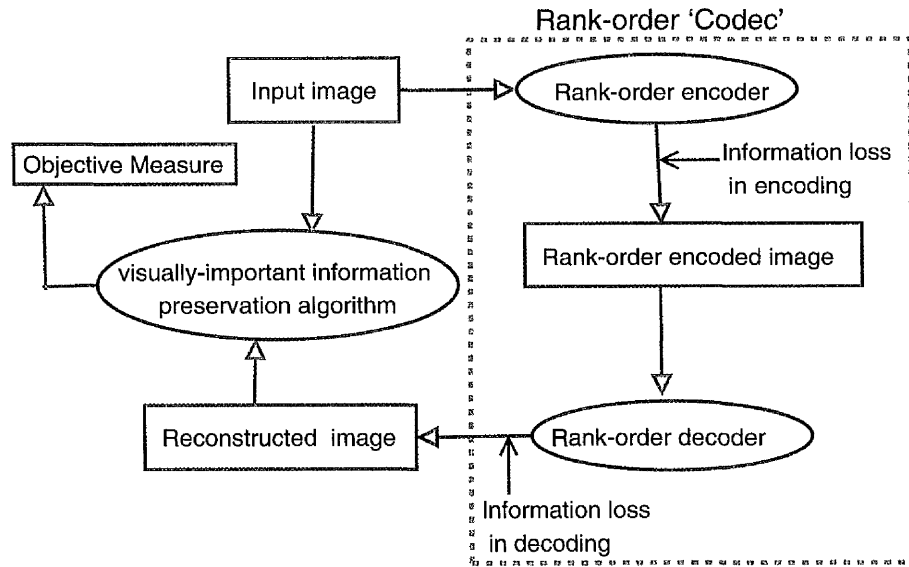 Rank-order 'Codec'
Input image
Rank-order encoder
Objective Measure
Information loss
in encoding
visually-important information
preservation algorithm
Rank-order encoded image
Reconstructed image
Rank-order decoder
Information loss
in decoding